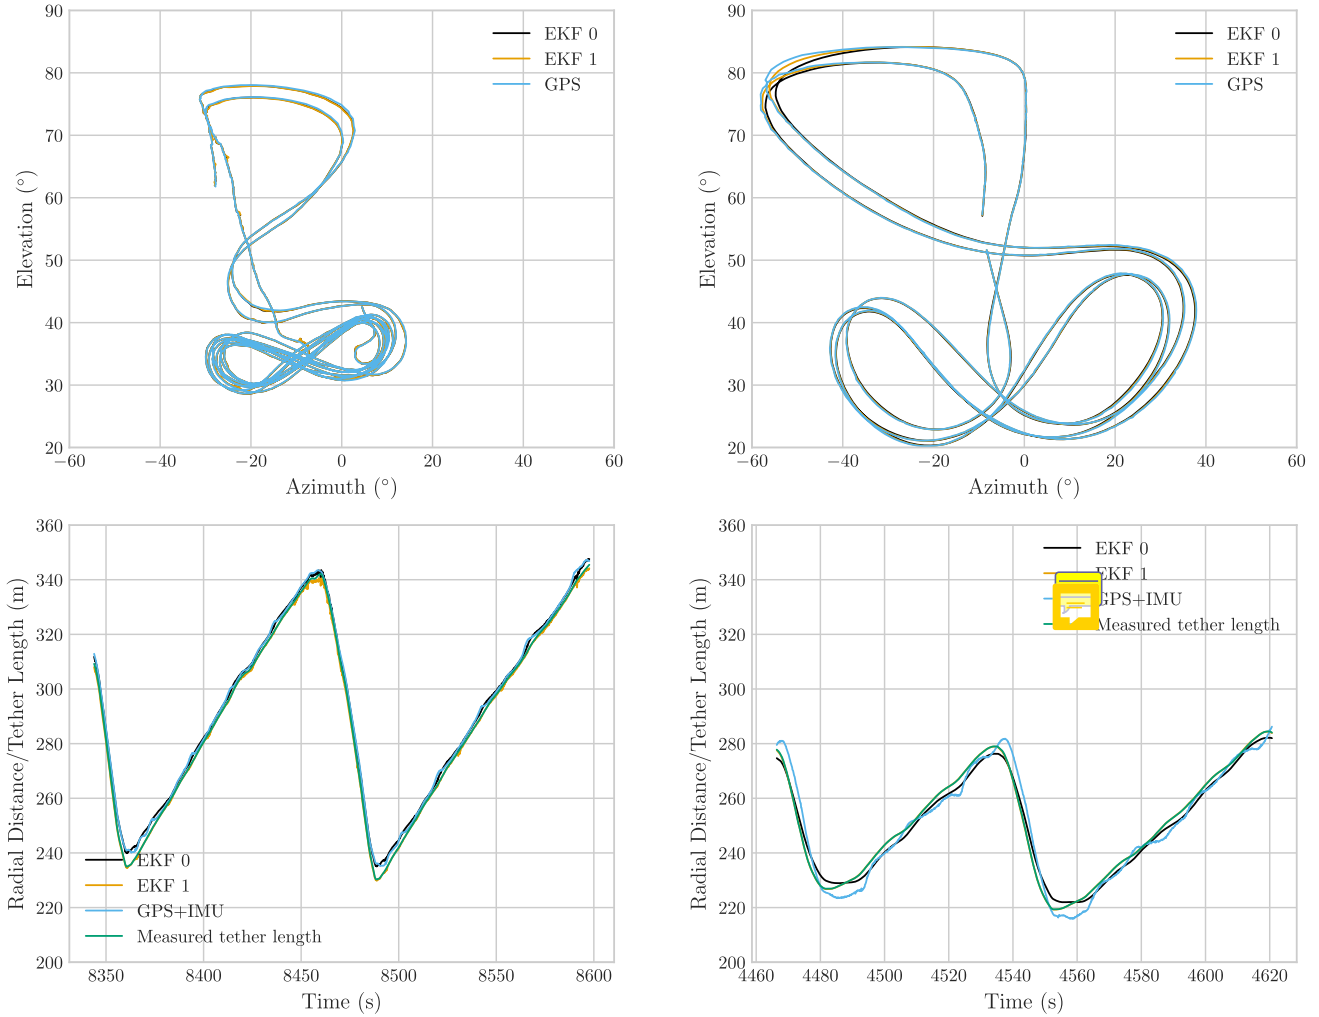 90
80
70
60
50
40
30
20
−60
−40
−20
0
20
40
60
Elevation (°)
Azimuth (°)
EKF 0
EKF 1
GPS
90
80
70
60
50
40
30
20
−60
−40
−20
0
20
40
60
Elevation (°)
Azimuth (°)
EKF 0
EKF 1
GPS
360
340
320
300
280
260
240
220
200
8350
8400
8450
8500
8550
8600
Radial Distance/Tether Length (m)
Time (s)
EKF 0
EKF 1
GPS+IMU
Measured tether length
360
340
320
300
280
260
240
220
200
4460
4480
4500
4520
4540
4560
4580
4600
4620
Radial Distance/Tether Length (m)
Time (s)
EKF 0
EKF 1
GPS+IMU
Measured tether length